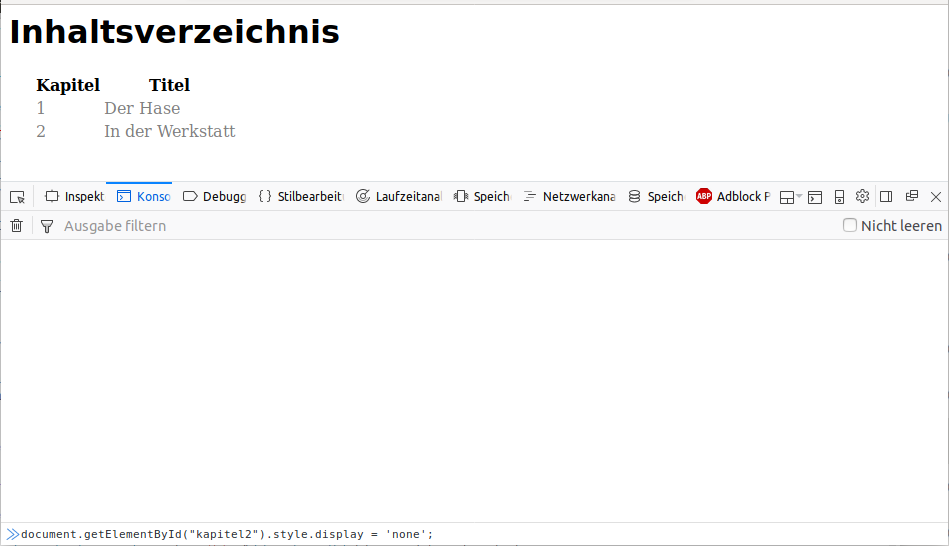 Inhaltsverzeichnis
Kapitel Titel
1 Der Hase
2 In der Werkstatt
Inspekt Konso Debugg Stilbearbeit Laufzeitanal Speich Netzwerkana Speich ABP Adblock P
Ausgabe filtern Nicht leeren
document.getElementById("kapitel2").style.display = 'none';